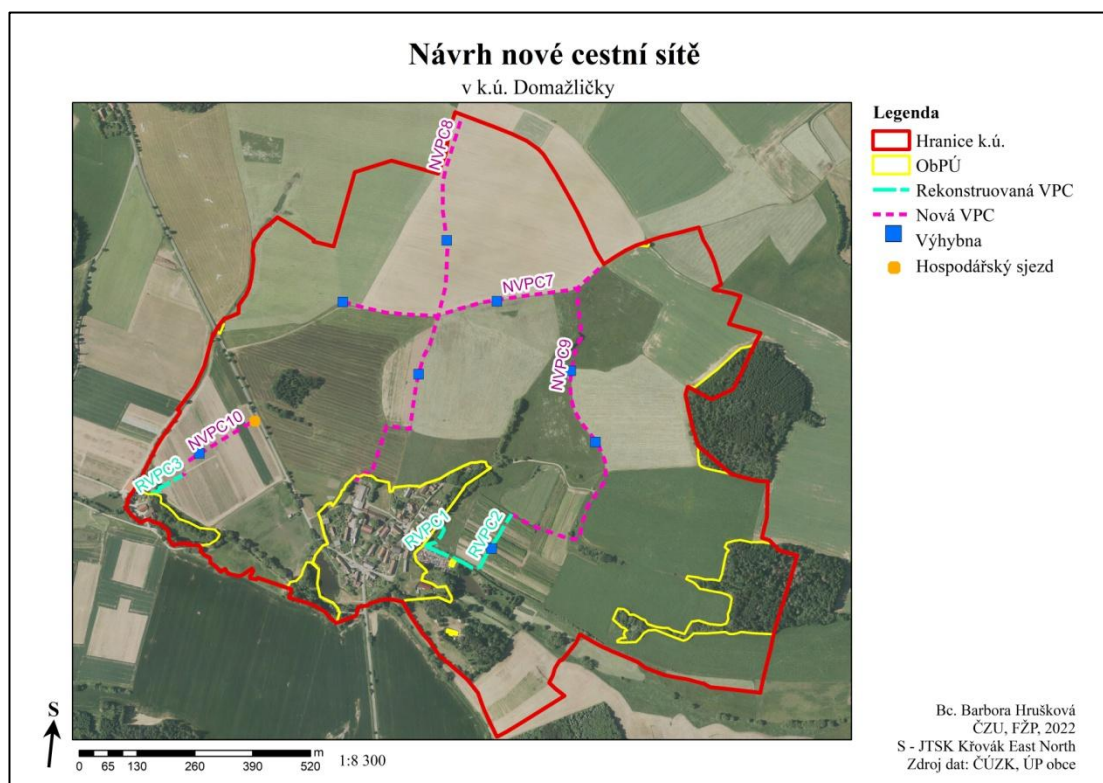 Návrh nové cestní sítě
v k.ú. Domažličky
Legenda
Hranice k.ú.
ObPÚ
Rekonstruovaná VPC
Nová VPC
Výhybna
Hospodářský sjezd
NVPC8
NVPC7
NVPC9
NVPC10
RVPC3
RVPC1
RVPC2
S
0 65 130 260 390 520 m
1:8 300
Bc. Barbora Hrušková
ČZU, FŽP, 2022
S - JTSK Křovák East North
Zdroj dat: ČÚZK, ÚP obce